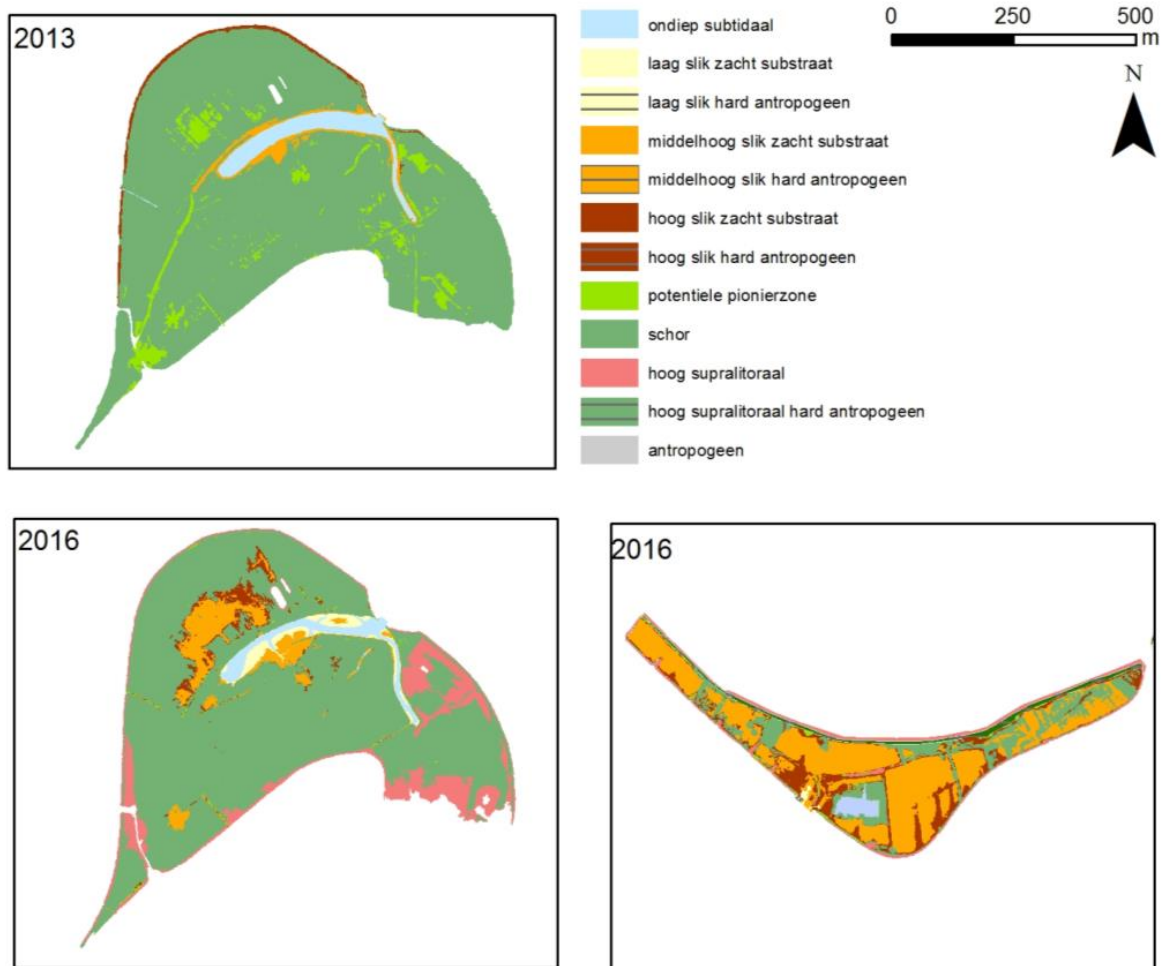 2013
ondiep subtidaal
laag slik zacht substraat
laag slik hard antropogeen
middelhoog slik zacht substraat
middelhoog slik hard antropogeen
hoog slik zacht substraat
hoog slik hard antropogeen
potentiele pionierzone
schor
hoog supralitoraal
hoog supralitoraal hard antropogeen
antropogeen
0 250 500
m
N
2016
2016